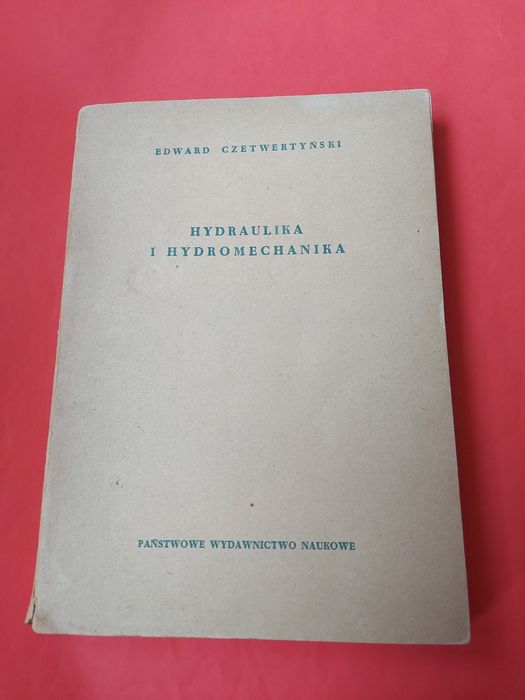 EDWARD CZETWERTYŃSKI
HYDRAULIKA
I HYDROMECHANIKA
PAŃSTWOWE WYDAWNICTWO NAUKOWE